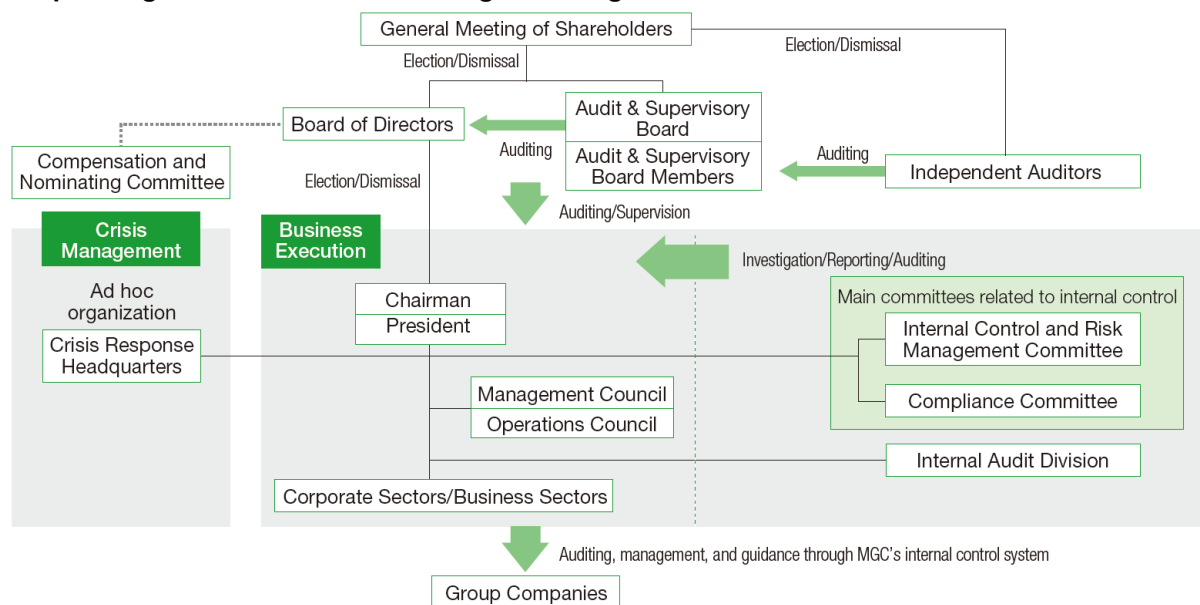 General Meeting of Shareholders
Election/Dismissal
Election/Dismissal
Board of Directors
Audit & Supervisory
Board
Audit & Supervisory
Board Members
Auditing
Auditing
Independent Auditors
Compensation and
Nominating Committee
Election/Dismissal
Auditing/Supervision
Crisis
Management
Business
Execution
Investigation/Reporting/Auditing
Ad hoc
organization
Crisis Response
Headquarters
Chairman
President
Main committees related to internal control
Internal Control and Risk
Management Committee
Compliance Committee
Management Council
Operations Council
Internal Audit Division
Corporate Sectors/Business Sectors
Auditing, management, and guidance through MGC's internal control system
Group Companies